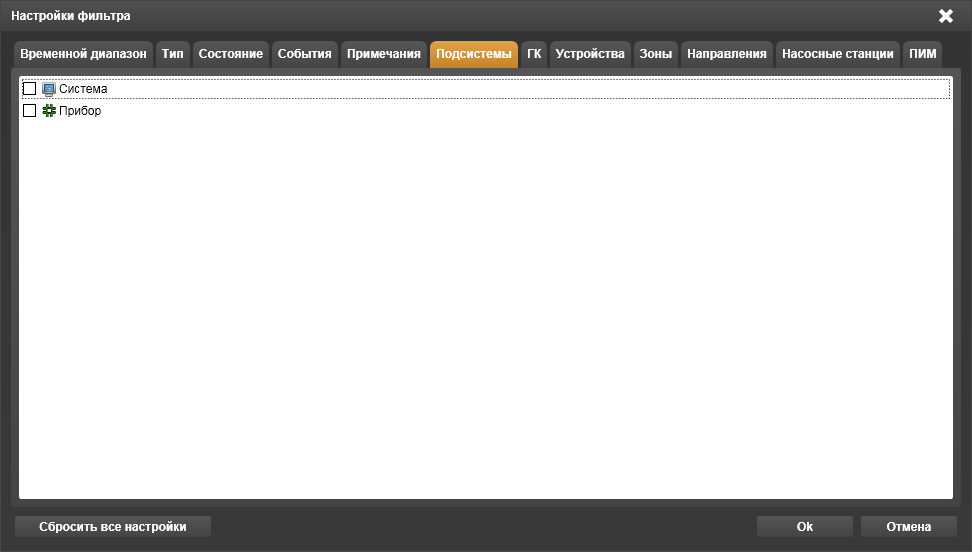 Настройки фильтра
Временной диапазон Тип Состояние События Примечания Подсистемы ГК Устройства Зоны Направления Насосные станции ПИМ
Система
Прибор
Сбросить все настройки Ok Отмена